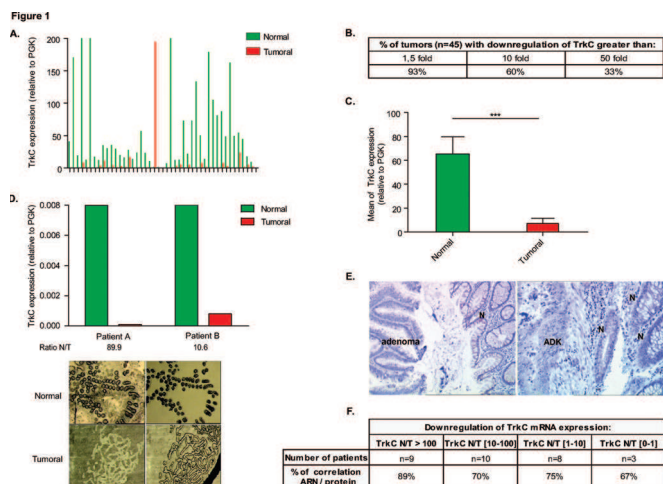 Figure 1
A.
TrkC expression (relative to PGK)
200
150
100
50
0
Normal
Tumoral
B.
% of tumors (n=45) with downregulation of TrkC greater than:
1,5 fold 10 fold 50 fold
93% 60% 33%
C.
Mean of TrkC expression
(relative to PGK)
100
80
60
40
20
0
***
Normal
Tumoral
D.
TrkC expression (relative to PGK)
0.008
0.006
0.004
0.002
0.000
Normal
Tumoral
Patient A Patient B
Ratio N/T 89.9 10.6
Normal
Tumoral
E.
adenoma
N
ADK
N
N
N
F.
Downregulation of TrkC mRNA expression:
TrkC N/T > 100 TrkC N/T [10-100] TrkC N/T [1-10] TrkC N/T [0-1]
Number of patients n=9 n=10 n=8 n=3
% of correlation
ARN / protein 89% 70% 75% 67%